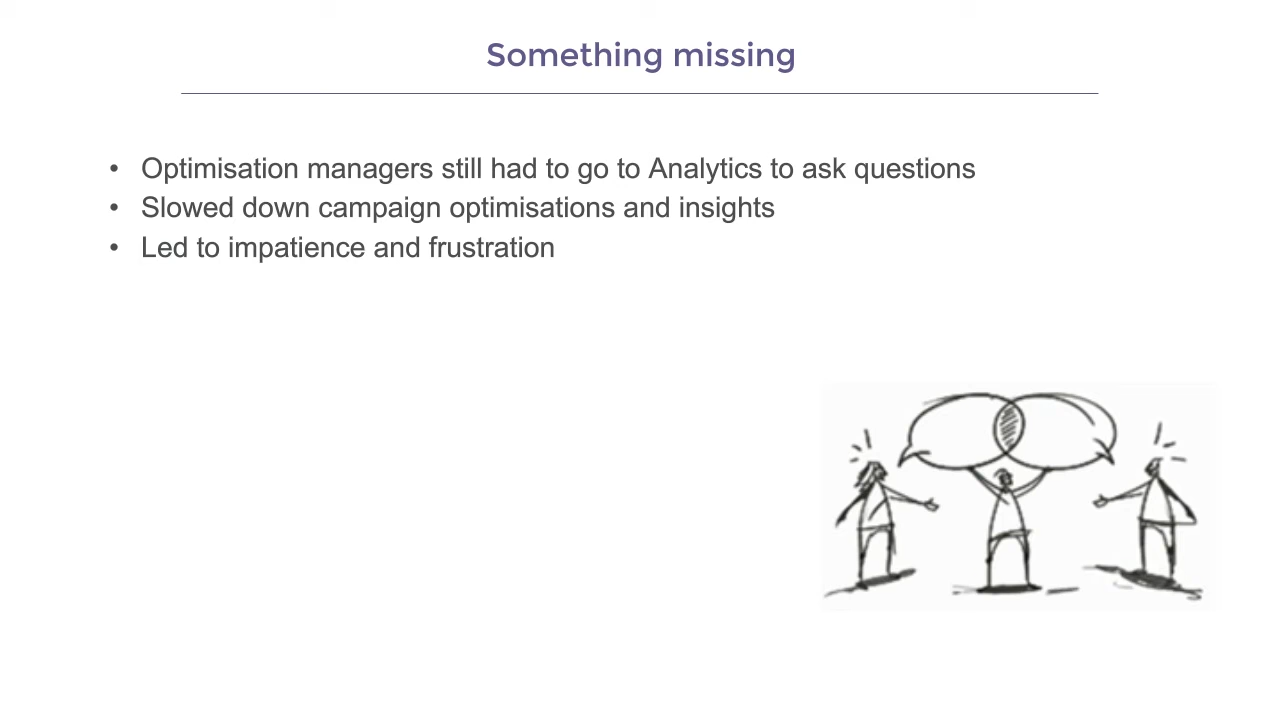 Something missing
• Optimisation managers still had to go to Analytics to ask questions
• Slowed down campaign optimisations and insights
• Led to impatience and frustration